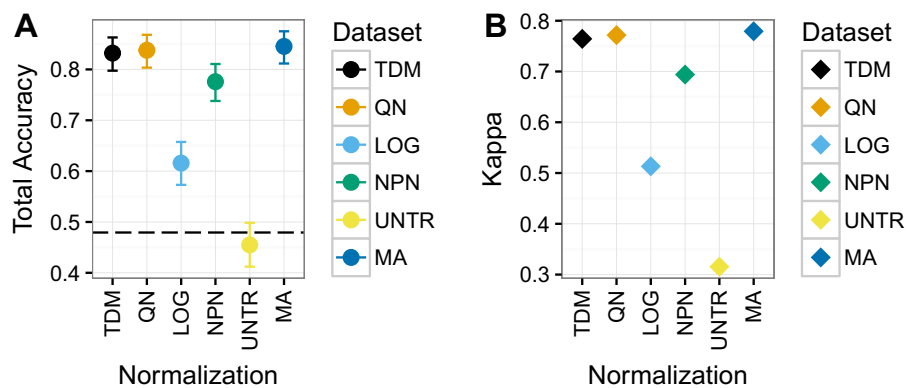 A
Total Accuracy
0.8
0.7
0.6
0.5
0.4
TDM
QN
LOG
NPN
UNTR
MA
Normalization
Dataset
TDM
QN
LOG
NPN
UNTR
MA
B
Kappa
0.8
0.7
0.6
0.5
0.4
0.3
TDM
QN
LOG
NPN
UNTR
MA
Normalization
Dataset
TDM
QN
LOG
NPN
UNTR
MA